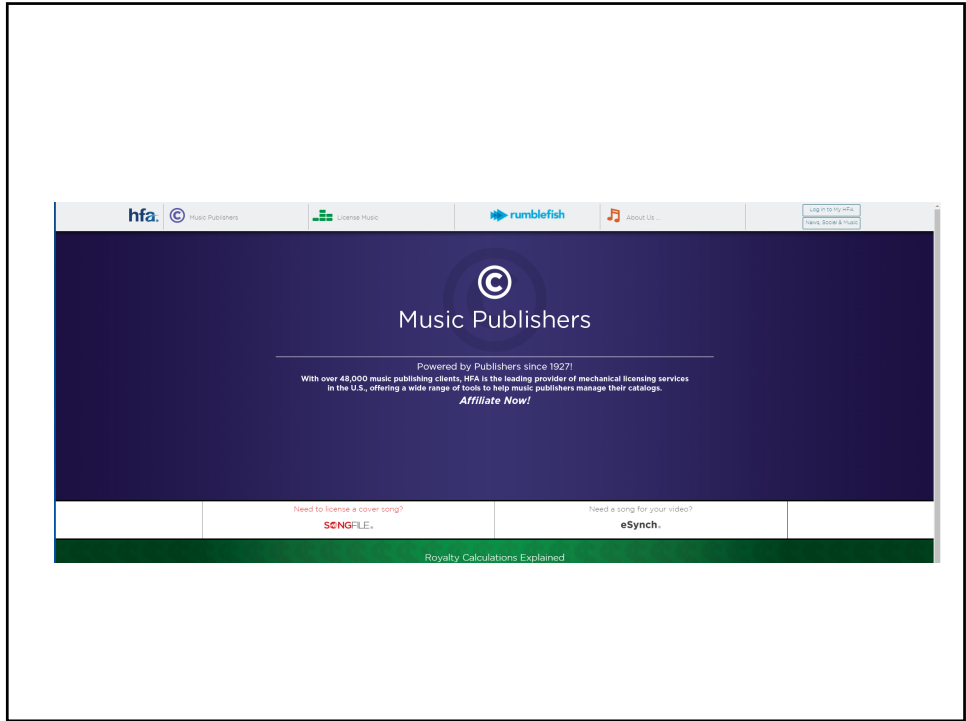 hfa.
© Music Publishers
License Music
rumblefish
About Us ...
Log in to My HFA
News, Social & Music
©
Music Publishers
Powered by Publishers since 1927!
With over 48,000 music publishing clients, HFA is the leading provider of mechanical licensing services
in the U.S., offering a wide range of tools to help music publishers manage their catalogs.
Affiliate Now!
Need to license a cover song?
SONGFILE®
Need a song for your video?
eSynch®
Royalty Calculations Explained